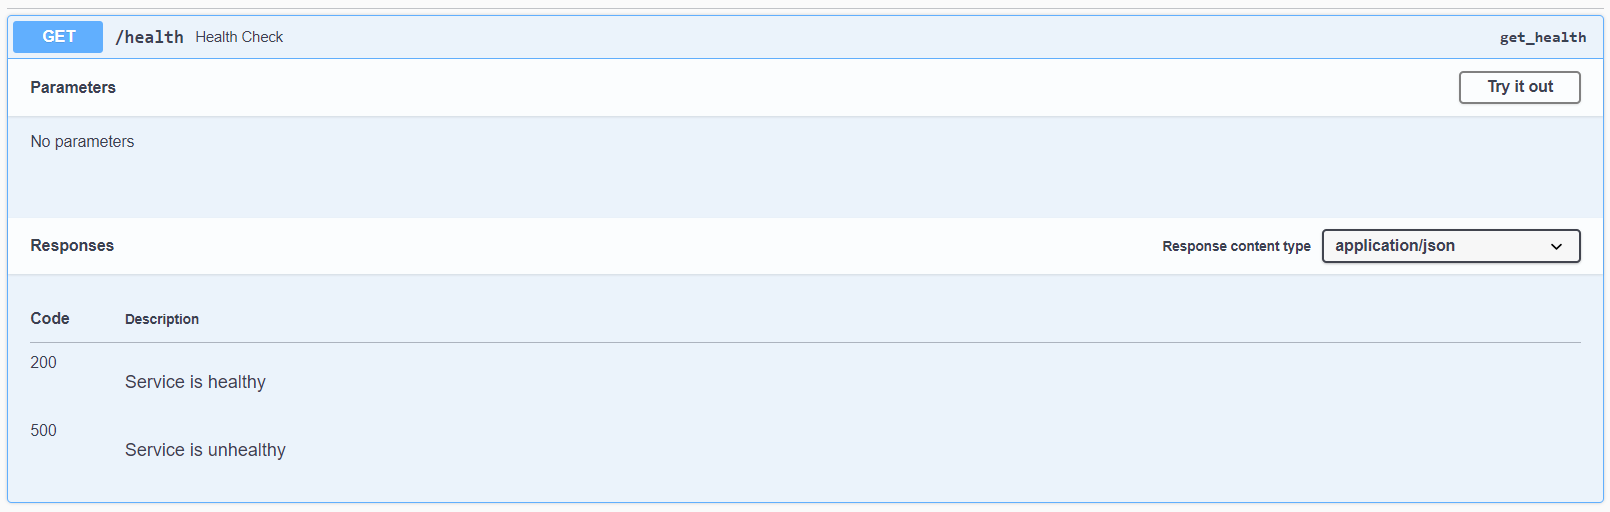 GET /health Health Check get_health
Parameters Try it out
No parameters
Responses Response content type application/json
Code Description
200
Service is healthy
500
Service is unhealthy